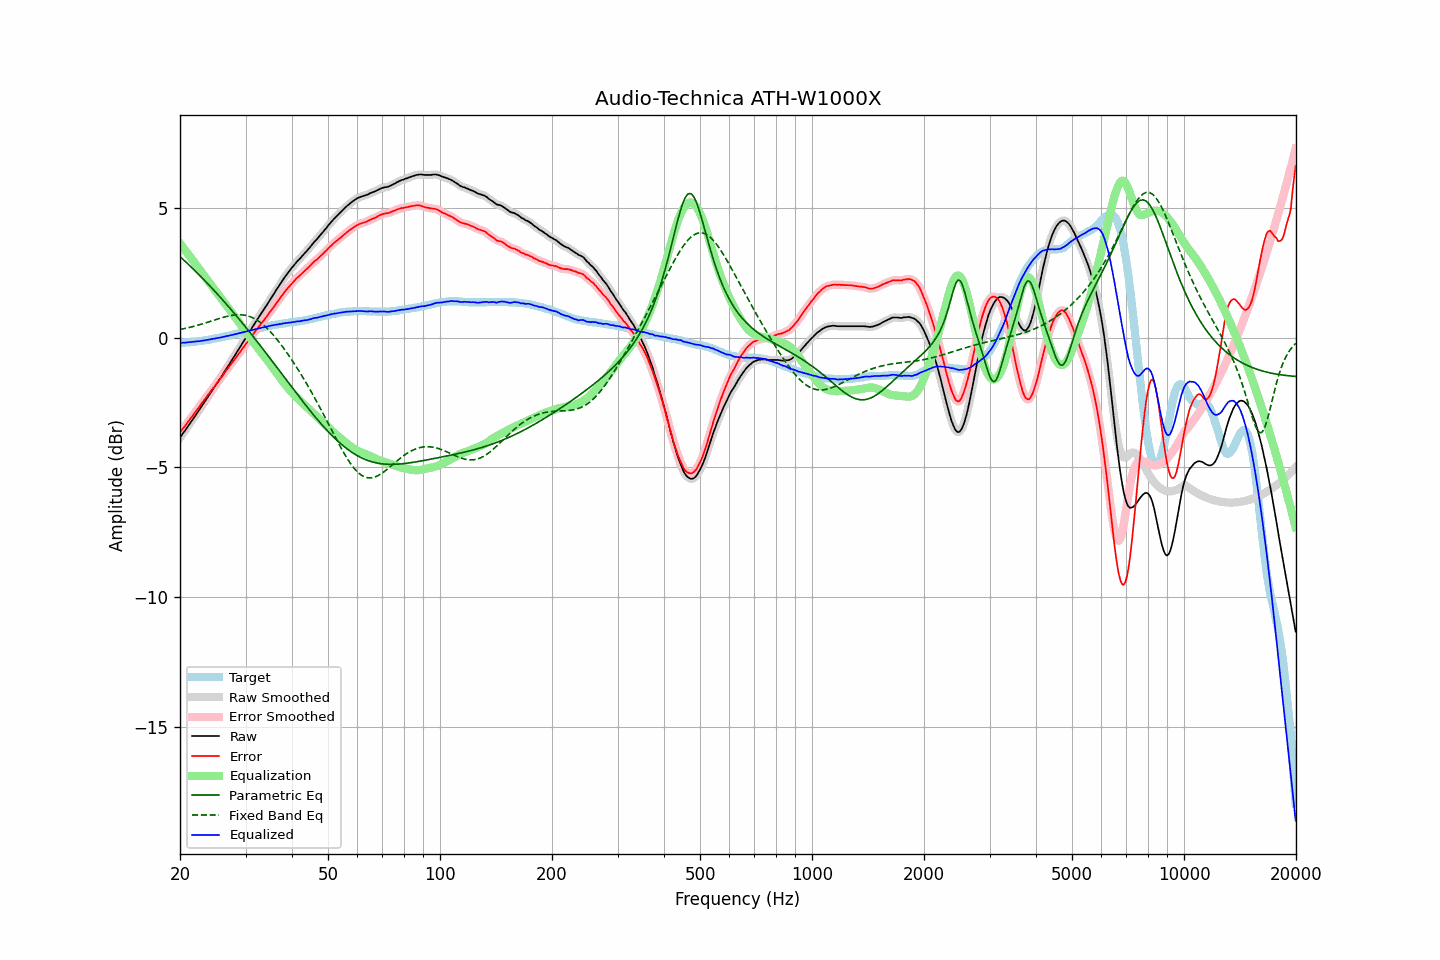 Audio-Technica ATH-W1000X
Amplitude (dBr)
5
0
−5
−10
−15
Target
Raw Smoothed
Error Smoothed
Raw
Error
Equalization
Parametric Eq
Fixed Band Eq
Equalized
20 50 100 200 500 1000 2000 5000 10000 20000
Frequency (Hz)